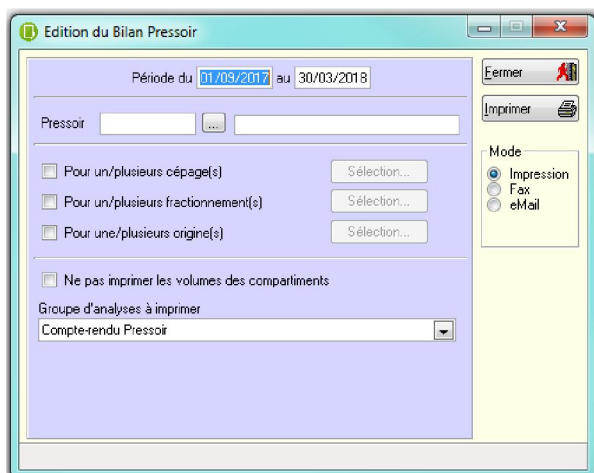 Edition du Bilan Pressoir
Période du 01/09/2017 au 30/03/2018
Pressoir ...
Pour un/plusieurs cépage(s) Sélection...
Pour un/plusieurs fractionnement(s) Sélection...
Pour une/plusieurs origine(s) Sélection...
Ne pas imprimer les volumes des compartiments
Groupe d'analyses à imprimer
Compte-rendu Pressoir
Fermer
Imprimer
Mode
Impression
Fax
eMail